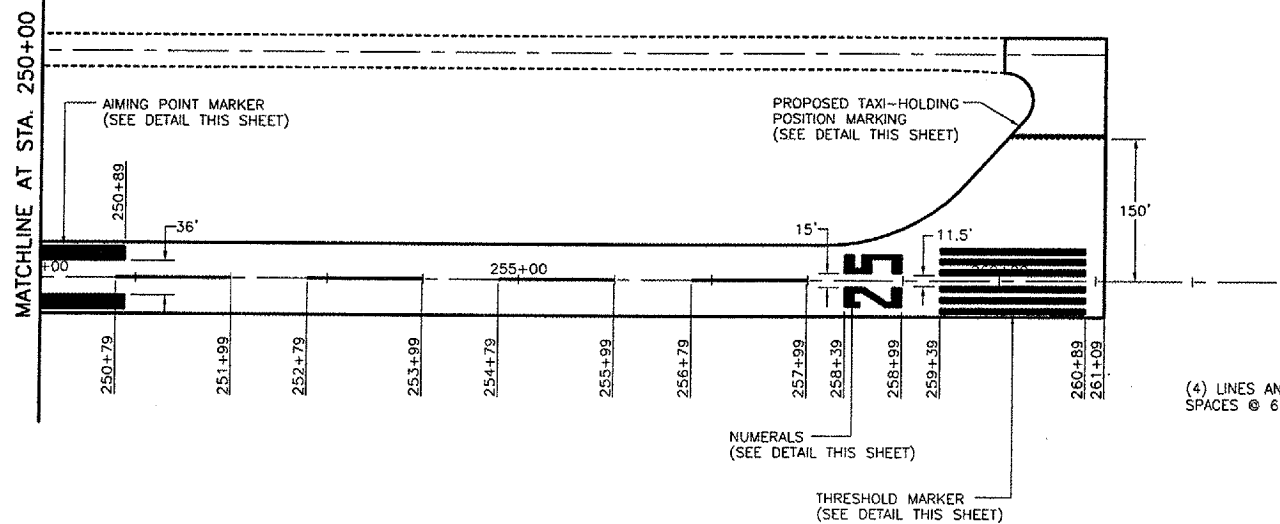 MATCHLINE AT STA. 250+00
AIMING POINT MARKER
(SEE DETAIL THIS SHEET)
PROPOSED TAXI-HOLDING
POSITION MARKING
(SEE DETAIL THIS SHEET)
250+89
36'
150'
15'
11.5'
+00
255+00
25
250+79
251+99
252+79
253+99
254+79
255+99
256+79
257+99
258+39
258+99
259+39
260+89
261+09
(4) LINES AN
SPACES @ 6
NUMERALS
(SEE DETAIL THIS SHEET)
THRESHOLD MARKER
(SEE DETAIL THIS SHEET)